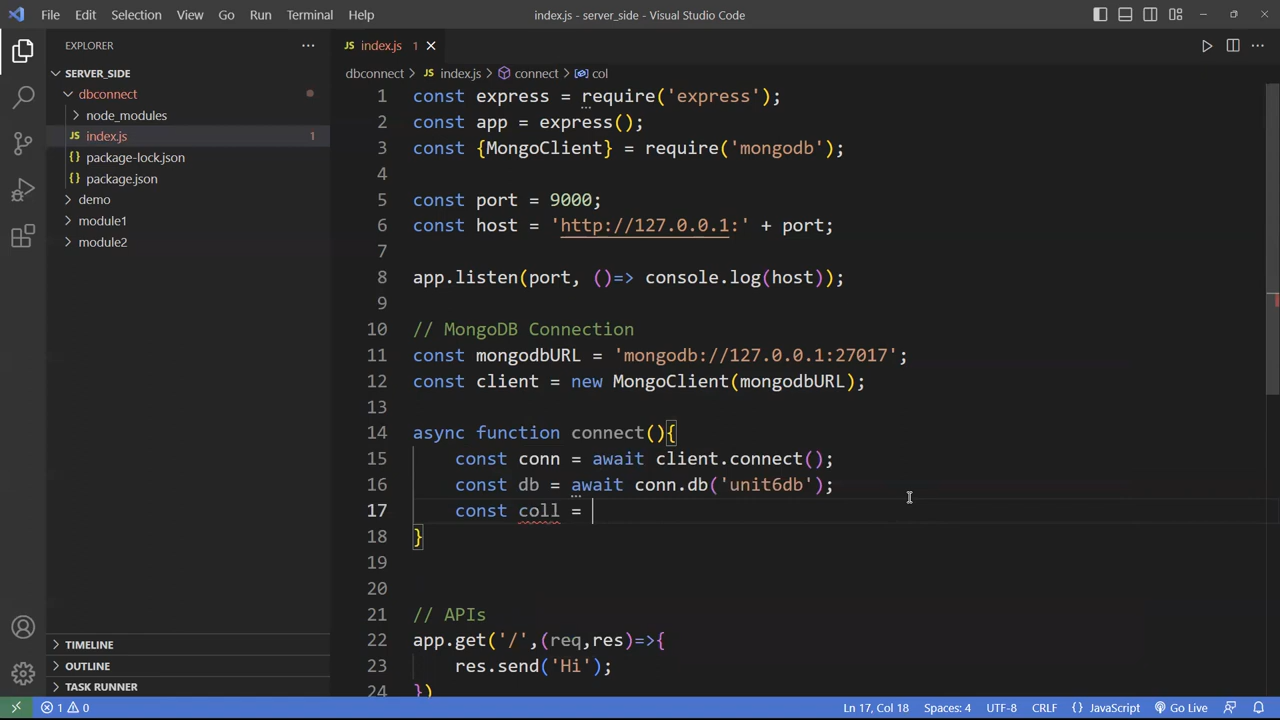 File Edit Selection View Go Run Terminal Help index.js - server_side - Visual Studio Code
EXPLORER
SERVER_SIDE
dbconnect
node_modules
JS index.js 1
{} package-lock.json
{} package.json
demo
module1
module2
TIMELINE
OUTLINE
TASK RUNNER
JS index.js 1
dbconnect > JS index.js > connect > col
1 const express = require('express');
2 const app = express();
3 const {MongoClient} = require('mongodb');
4
5 const port = 9000;
6 const host = 'http://127.0.0.1:' + port;
7
8 app.listen(port, ()=> console.log(host));
9
10 // MongoDB Connection
11 const mongodbURL = 'mongodb://127.0.0.1:27017';
12 const client = new MongoClient(mongodbURL);
13
14 async function connect(){
15 const conn = await client.connect();
16 const db = await conn.db('unit6db');
17 const coll =
18 }
19
20
21 // APIs
22 app.get('/',(req,res)=>{
23 res.send('Hi');
24 })
1 0 Ln 17, Col 18 Spaces: 4 UTF-8 CRLF {} JavaScript Go Live